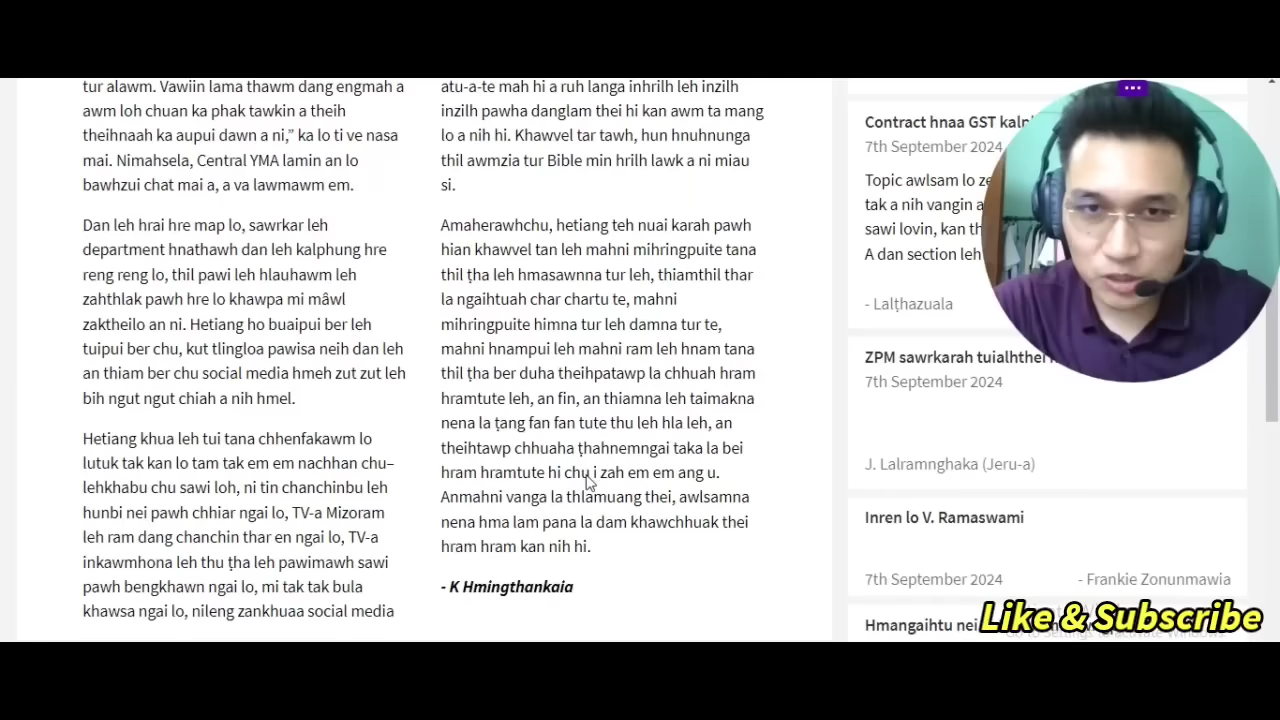 tur alawm. Vawiin lama thawm dang engmah a
awm loh chuan ka phak tawkin a theih
theihnaah ka aupui dawn a ni,” ka lo ti ve nasa
mai. Nimahsela, Central YMA lamin an lo
bawhzui chat mai a, a va lawmawm em.
Dan leh hrai hre map lo, sawrkar leh
department hnathawh dan leh kalphung hre
reng reng lo, thil pawi leh hlauhawm leh
zahthlak pawh hre lo khawpa mi mâwl
zaktheilo an ni. Hetiang ho buaipui ber leh
tuipui ber chu, kut tlingloa pawisa neih dan leh
an thiam ber chu social media hmeh zut zut leh
bih ngut ngut chiah a nih hmel.
Hetiang khua leh tui tana chhenfakawm lo
lutuk tak kan lo tam tak em em nachhan chu–
lehkhabu chu sawi loh, ni tin chanchinbu leh
hunbi nei pawh chhiar ngai lo, TV-a Mizoram
leh ram dang chanchin thar en ngai lo, TV-a
inkawmhona leh thu ṭha leh pawimawh sawi
pawh bengkhawn ngai lo, mi tak tak bula
khawsa ngai lo, nileng zankhuaa social media
atu-a-te mah hi a ruh langa inhrilh leh inzilh
inzilh pawha danglam thei hi kan awm ta mang
lo a nih hi. Khawvel tar tawh, hun hnuhnunga
thil awmzia tur Bible min hrilh lawk a ni miau
si.
Amaherawhchu, hetiang teh nuai karah pawh
hian khawvel tan leh mahni mihringpuite tana
thil ṭha leh hmasawnna tur leh, thiamthil thar
la ngaihtuah char chartu te, mahni
mihringpuite himna tur leh damna tur te,
mahni hnampui leh mahni ram leh hnam tana
thil ṭha ber duha theihpatawp la chhuah hram
hramtute leh, an fin, an thiamna leh taimakna
nena la ṭang fan fan tute thu leh hla leh, an
theihtawp chhuaha ṭhahnemngai taka la bei
hram hramtute hi chu i zah em em ang u.
Anmahni vanga la thlamuang thei, awlsamna
nena hma lam pana la dam khawchhuak thei
hram hram kan nih hi.
- K Hmingthankaia
Contract hnaa GST
7th September 2024
Topic awlsam lo
tak a nih vangin
sawi lovin, kan
A dan section leh
- Lalṭhazuala
ZPM sawrkarah
7th September 2024
J. Lalramnghaka (Jeru-a)
Inren lo V. Ramaswami
7th September 2024 - Frankie Zonunmawia
Hmangaihtu
Like & Subscribe